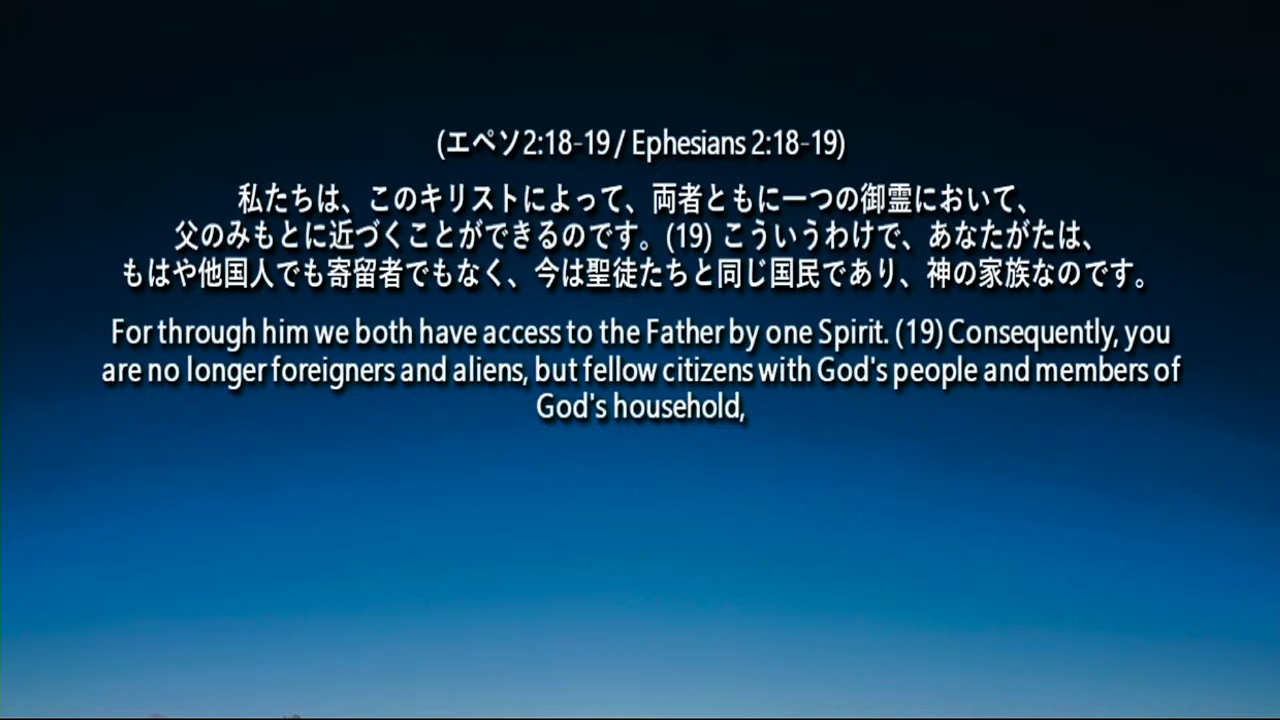 (エペソ2:18-19 / Ephesians 2:18-19)
私たちは、このキリストによって、両者ともに一つの御霊において、
父のみもとに近づくことができるのです。(19) こういうわけで、あなたがたは、
もはや他国人でも寄留者でもなく、今は聖徒たちと同じ国民であり、神の家族なのです。
For through him we both have access to the Father by one Spirit. (19) Consequently, you
are no longer foreigners and aliens, but fellow citizens with God's people and members of
God's household,